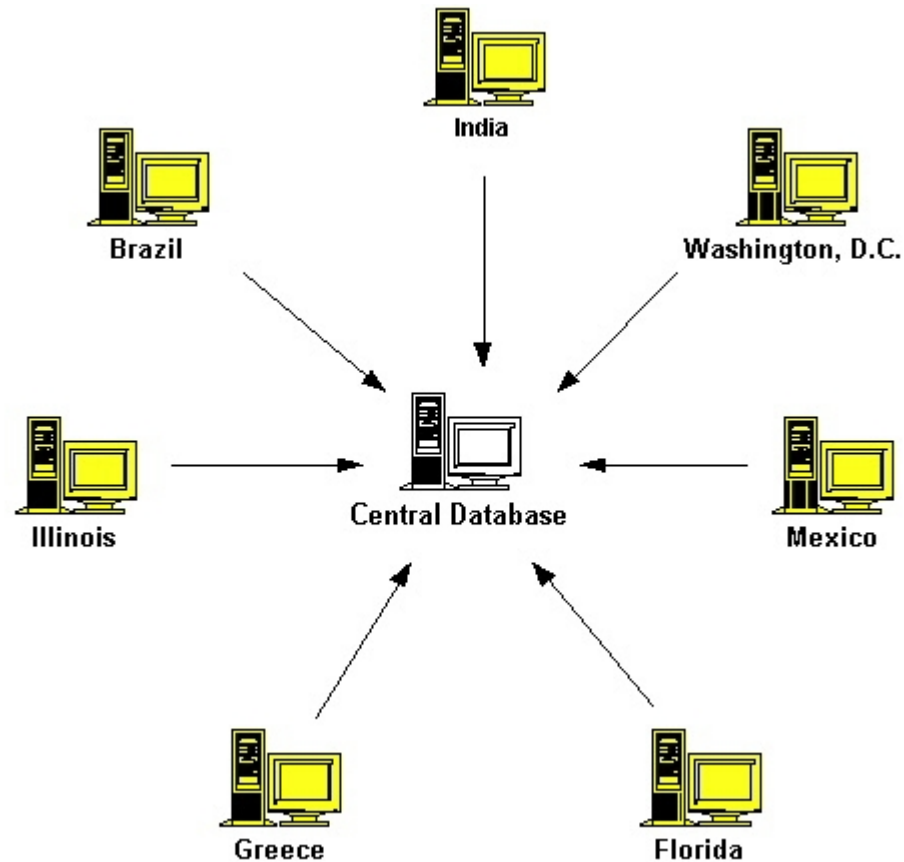 India
Brazil
Washington, D.C.
Central Database
Illinois
Mexico
Greece
Florida